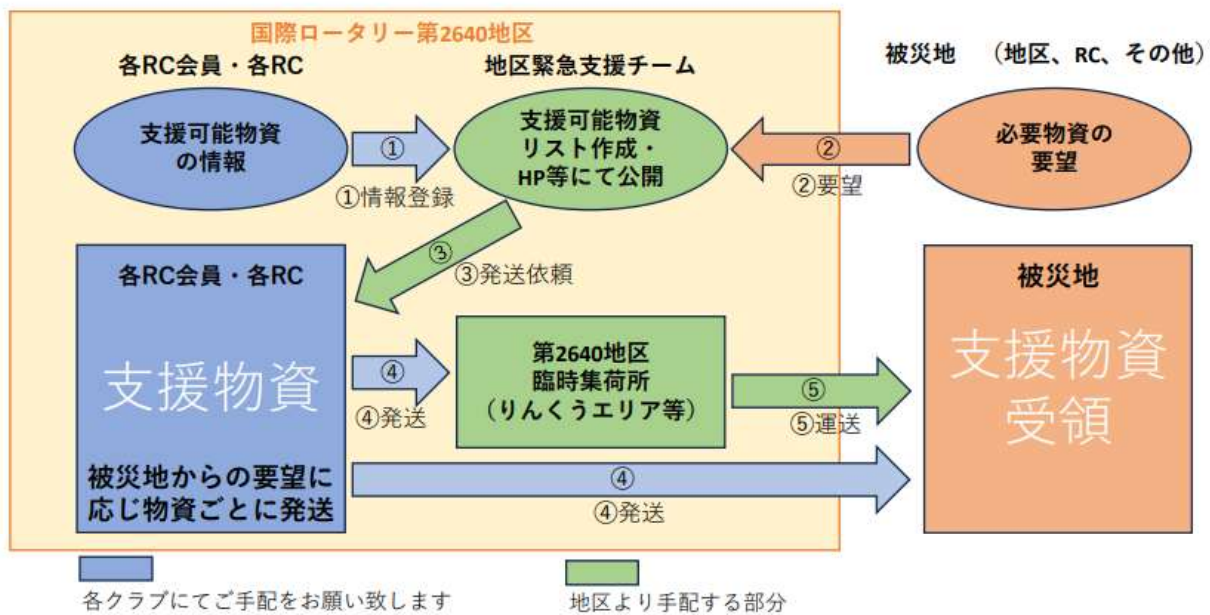 国際ロータリー第2640地区
各RC会員・各RC
地区緊急支援チーム
被災地 （地区、RC、その他）
支援可能物資
の情報
①
支援可能物資
リスト作成・
HP等にて公開
②
必要物資の
要望
①情報登録
②要望
③
③発送依頼
各RC会員・各RC
支援物資
被災地からの要望に
応じ物資ごとに発送
④
④発送
第2640地区
臨時集荷所
（りんくうエリア等）
⑤
⑤運送
④
④発送
被災地
支援物資
受領
各クラブにてご手配をお願い致します
地区より手配する部分